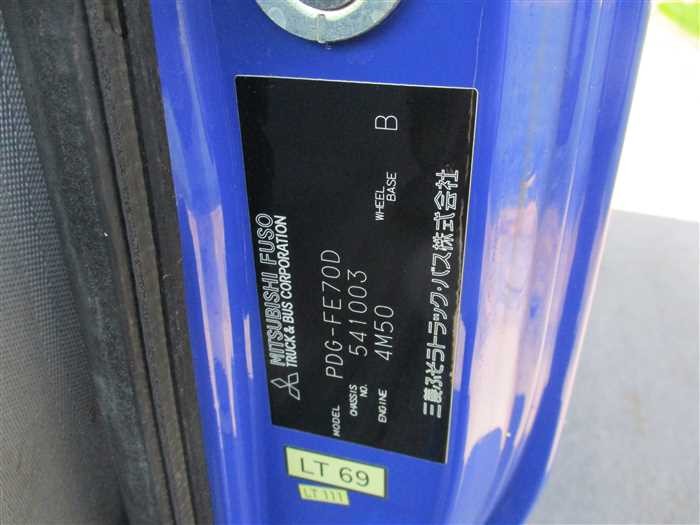 MITSUBISHI FUSO
TRUCK & BUS CORPORATION
MODEL PDG-FE70D
CHASSIS NO. 541003
ENGINE 4M50 WHEEL BASE B
三菱ふそうトラック・バス株式会社
LT 69
LT 111